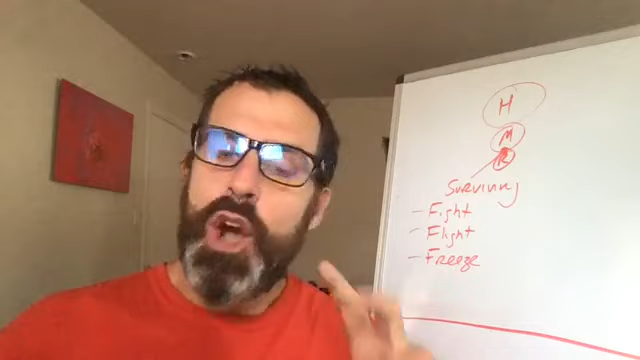 H
M
R
Surviving
- Fight
- Flight
- Freeze